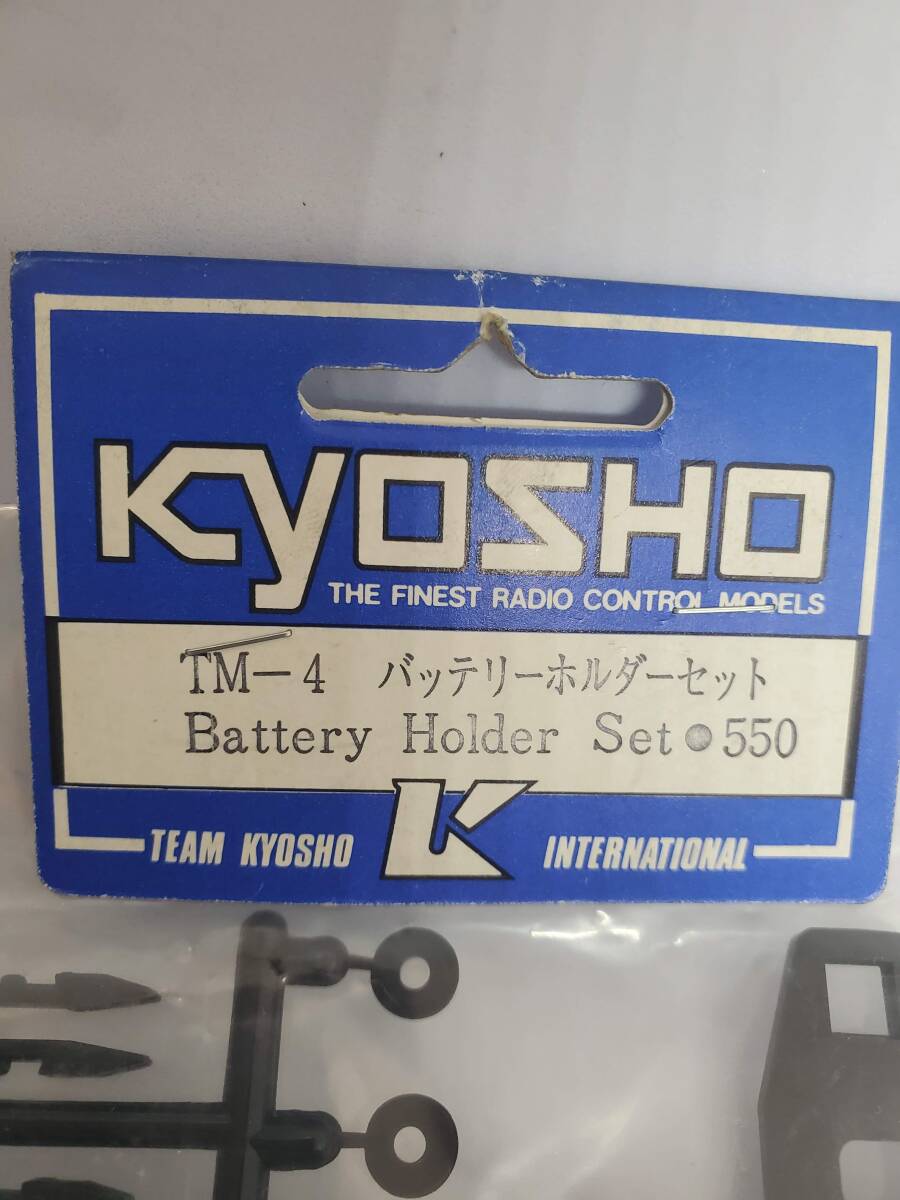 KYOSHO
THE FINEST RADIO CONTROL MODELS
TM-4 バッテリーホルダーセット
Battery Holder Set ●550
TEAM KYOSHO K INTERNATIONAL